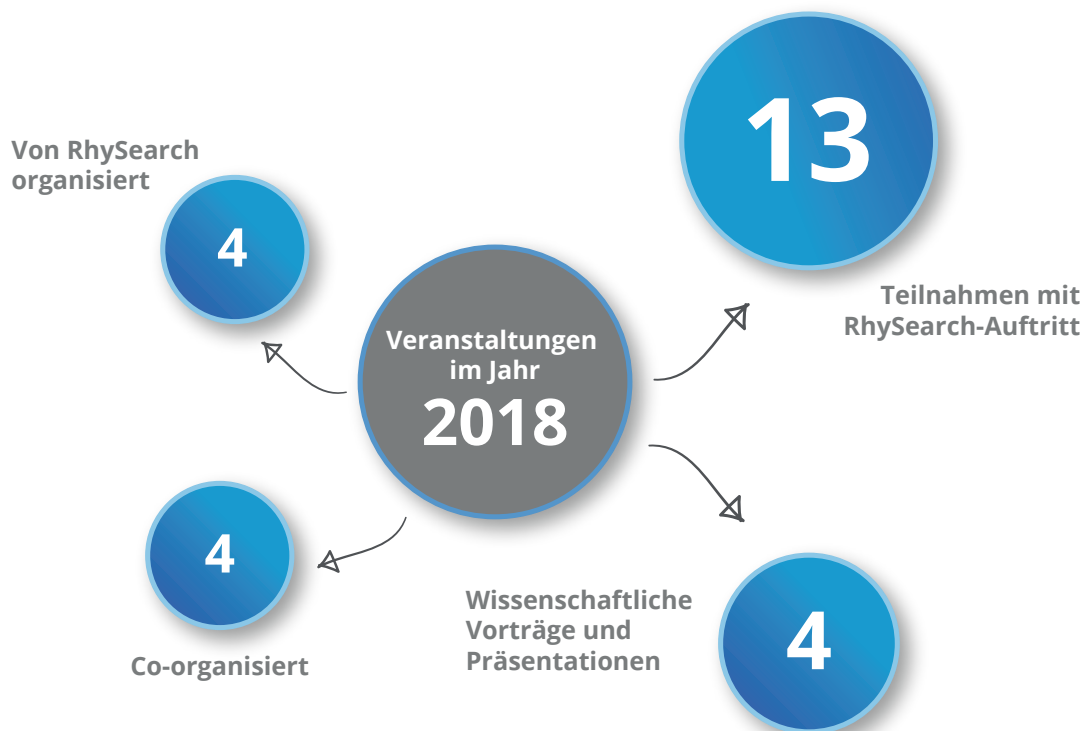 13
Von RhySearch
organisiert
4
Teilnahmen mit
RhySearch-Auftritt
Veranstaltungen
im Jahr
2018
4
Co-organisiert
Wissenschaftliche
Vorträge und
Präsentationen
4